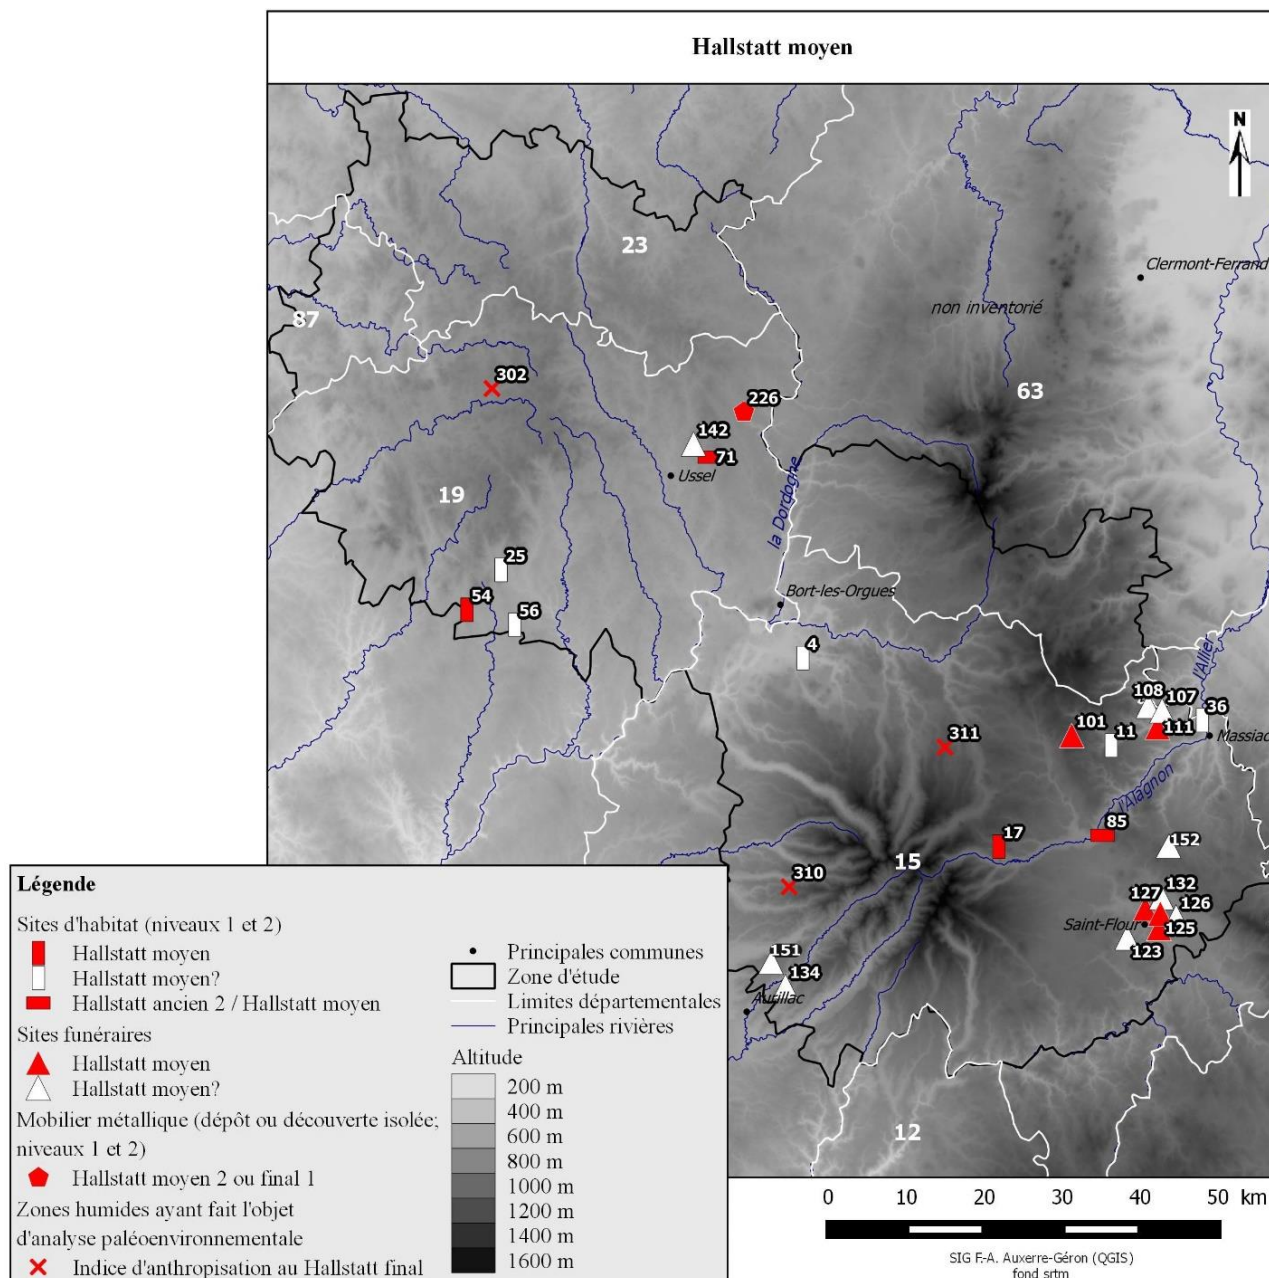 Hallstatt moyen
N
23
Clermont-Ferrand
87
non inventorié
302
63
226
142
71
Ussel
la Dordogne
19
25
54
56
Bort-les-Orgues
4
l'Allier
108
107
36
101
11
111
Massiac
311
l'Alagnon
17
85
152
15
310
132
127
126
Saint-Flour
125
123
151
134
Aurillac
12
Légende
Sites d'habitat (niveaux 1 et 2)
Hallstatt moyen
Hallstatt moyen?
Hallstatt ancien 2 / Hallstatt moyen
Sites funéraires
Hallstatt moyen
Hallstatt moyen?
Mobilier métallique (dépôt ou découverte isolée;
niveaux 1 et 2)
Hallstatt moyen 2 ou final 1
Zones humides ayant fait l'objet
d'analyse paléoenvironnementale
Indice d'anthropisation au Hallstatt final
Principales communes
Zone d'étude
Limites départementales
Principales rivières
Altitude
200 m
400 m
600 m
800 m
1000 m
1200 m
1400 m
1600 m
0 10 20 30 40 50 km
SIG F.-A. Auxerre-Géron (QGIS)
fond srtm